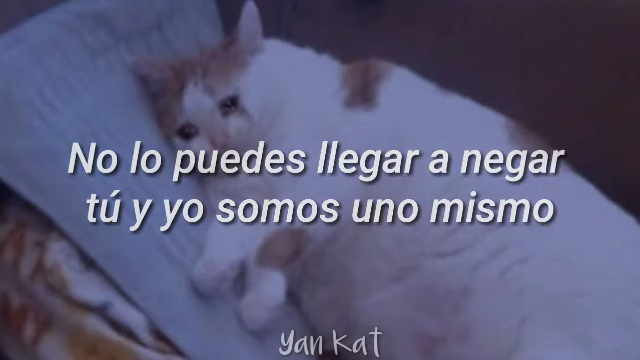 No lo puedes llegar a negar
tú y yo somos uno mismo
Yan Kat